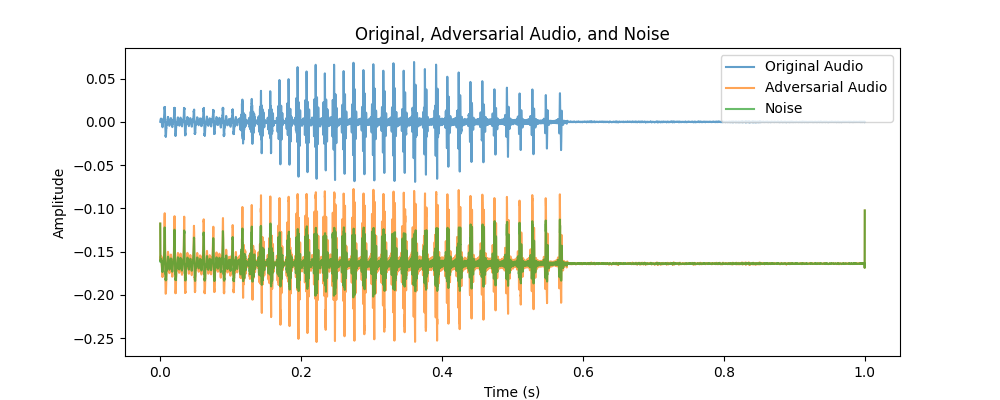 Original, Adversarial Audio, and Noise
Original Audio
Adversarial Audio
Noise
Amplitude
0.05
0.00
−0.05
−0.10
−0.15
−0.20
−0.25
0.0 0.2 0.4 0.6 0.8 1.0
Time (s)